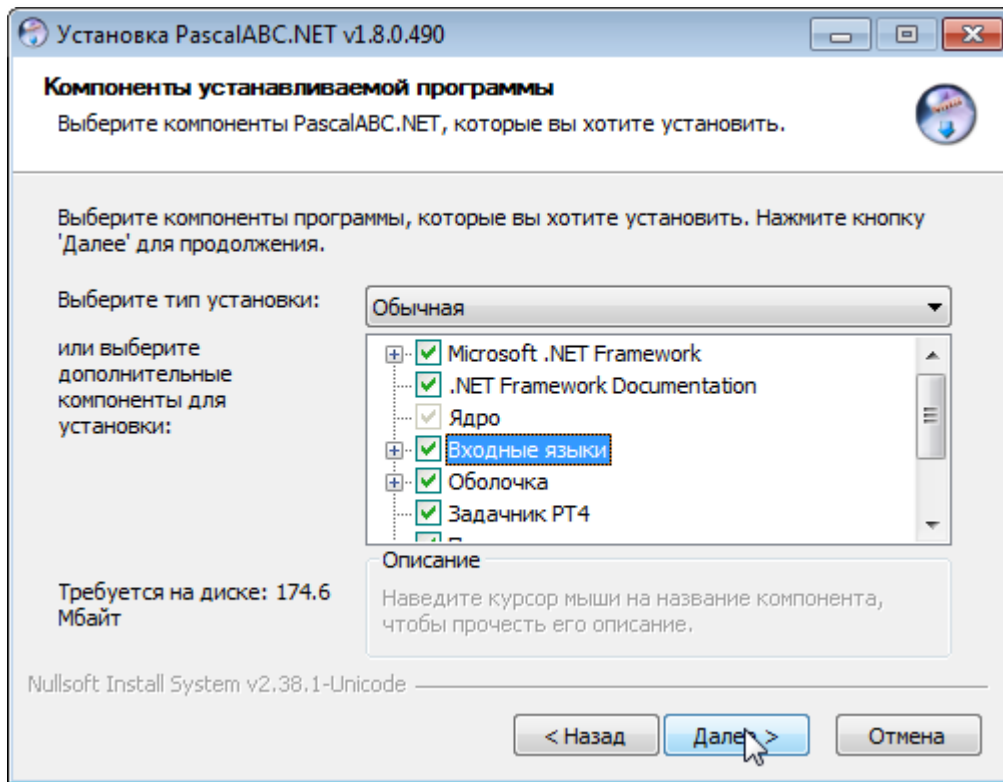 Установка PascalABC.NET v1.8.0.490
Компоненты устанавливаемой программы
Выберите компоненты PascalABC.NET, которые вы хотите установить.
Выберите компоненты программы, которые вы хотите установить. Нажмите кнопку
'Далее' для продолжения.
Выберите тип установки:
Обычная
или выберите
дополнительные
компоненты для
установки:
Microsoft .NET Framework
.NET Framework Documentation
Ядро
Входные языки
Оболочка
Задачник PT4
Требуется на диске: 174.6
Мбайт
Описание
Наведите курсор мыши на название компонента,
чтобы прочесть его описание.
Nullsoft Install System v2.38.1-Unicode
< Назад
Далее >
Отмена